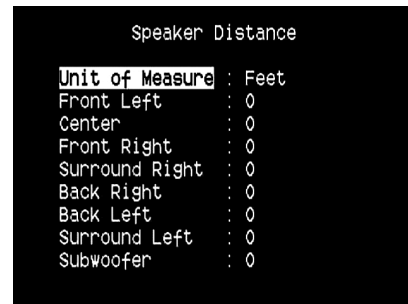 Speaker Distance
Unit of Measure : Feet
Front Left : 0
Center : 0
Front Right : 0
Surround Right : 0
Back Right : 0
Back Left : 0
Surround Left : 0
Subwoofer : 0